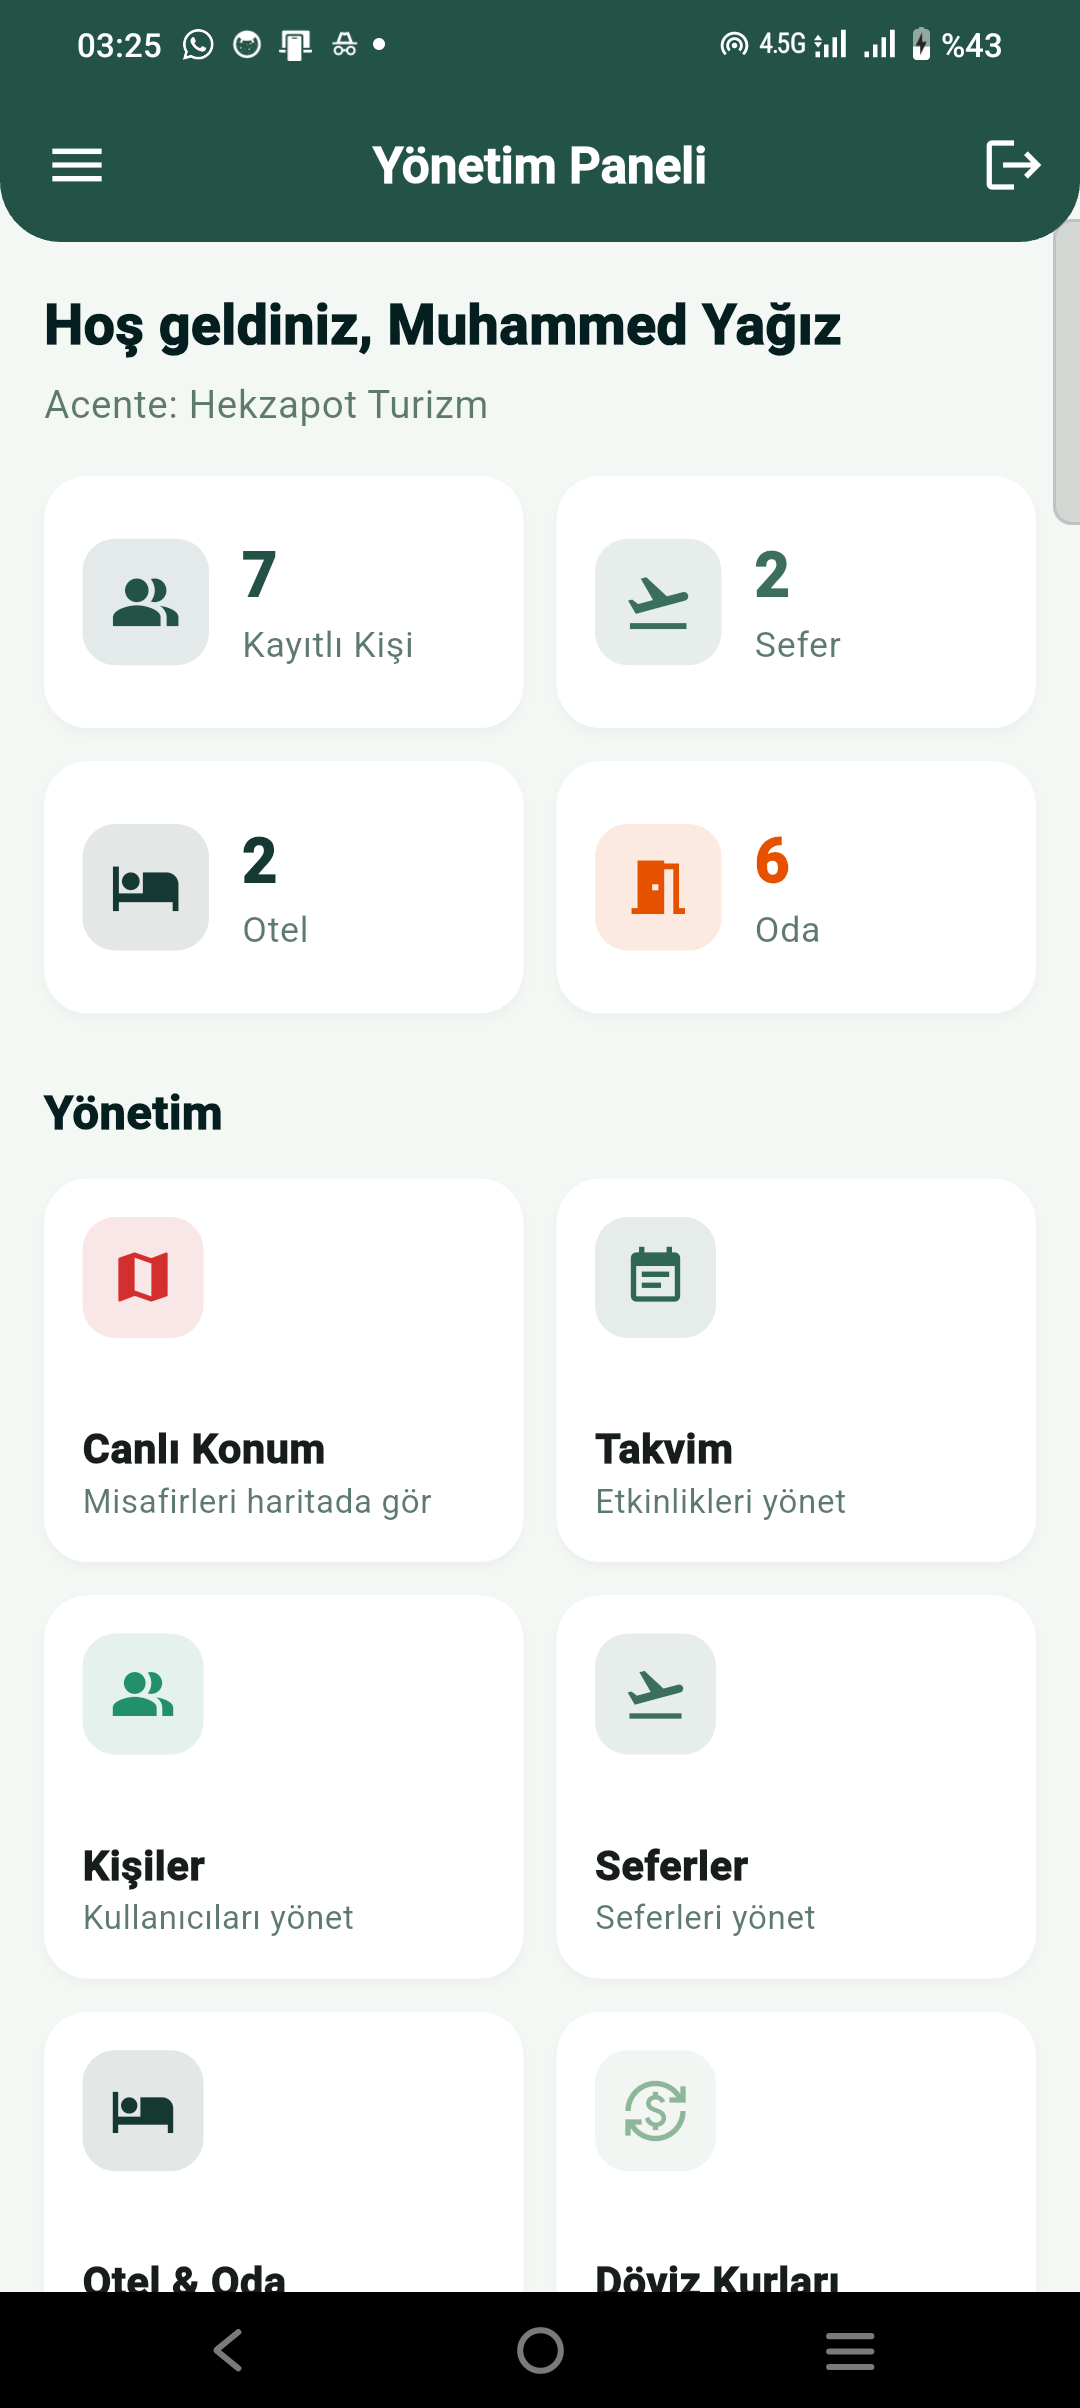 03:25 4.5G %43
Yönetim Paneli
Hoş geldiniz, Muhammed Yağız
Acente: Hekzapot Turizm
7
Kayıtlı Kişi
2
Sefer
2
Otel
6
Oda
Yönetim
Canlı Konum
Misafirleri haritada gör
Takvim
Etkinlikleri yönet
Kişiler
Kullanıcıları yönet
Seferler
Seferleri yönet
Otel & Oda
Döviz Kurları